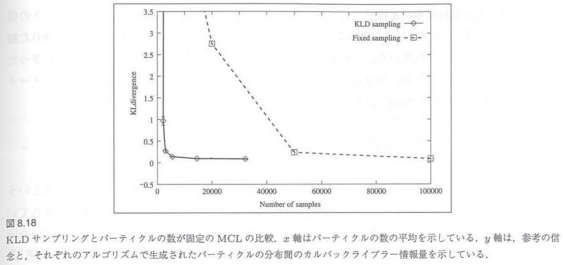 3.5
3
2.5
2
1.5
1
0.5
0
−0.5
KLdivergence
KLD sampling
Fixed sampling
0
20000
40000
60000
80000
100000
Number of samples
図 8.18
KLD サンプリングとパーティクルの数が固定の MCL の比較．x 軸はパーティクルの数の平均を示している．y 軸は，参考の信
念と，それぞれのアルゴリズムで生成されたパーティクルの分布間のカルバックライブラー情報量を示している．